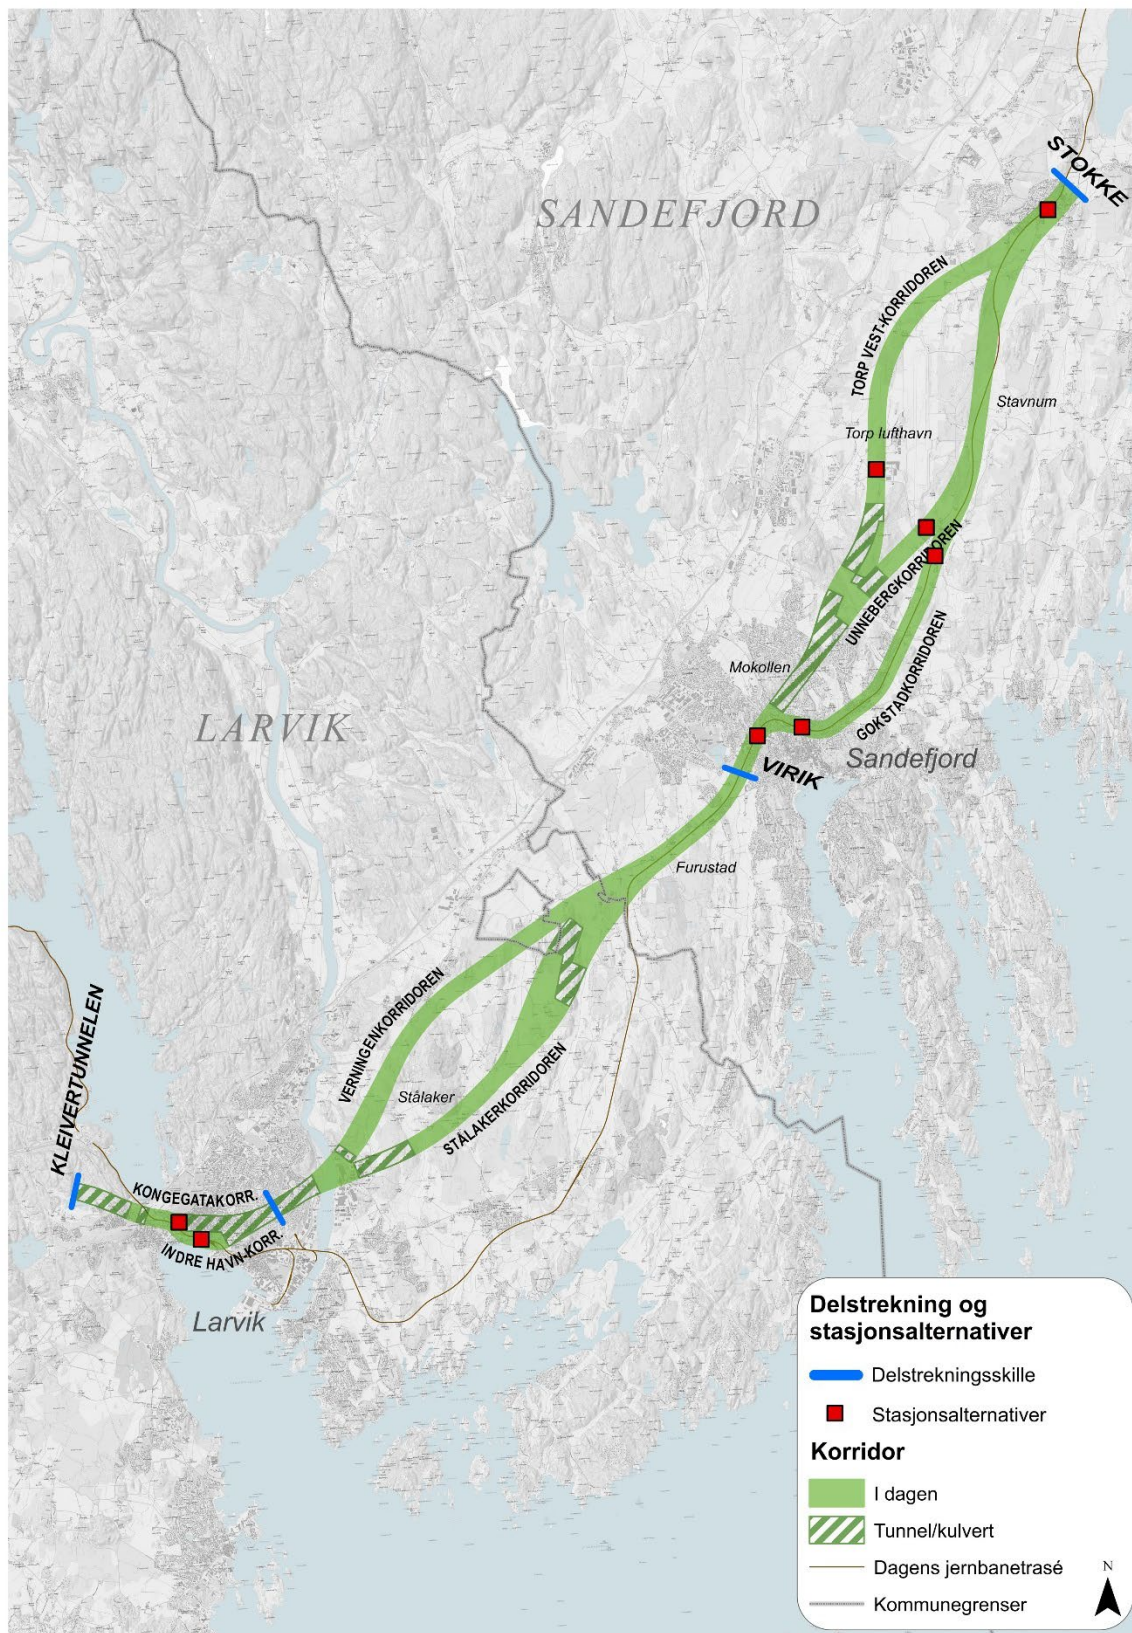 STOKKE
SANDEFJORD
TORP VEST-KORRIDOREN
Stavnum
Torp lufthavn
UNNEBERGKORRIDOREN
Mokollen
GOKSTADKORRIDOREN
LARVIK
Sandefjord
VIRIK
Furustad
VERNINGENKORRIDOREN
KLEIVERTUNNELEN
Stålaker
STÅLAKERKORRIDOREN
KONGEGATAKORR.
INDRE HAVN-KORR.
Larvik
Delstrekning og
stasjonsalternativer
Delstrekningsskille
Stasjonsalternativer
Korridor
I dagen
Tunnel/kulvert
Dagens jernbanetrasé
Kommunegrenser
N